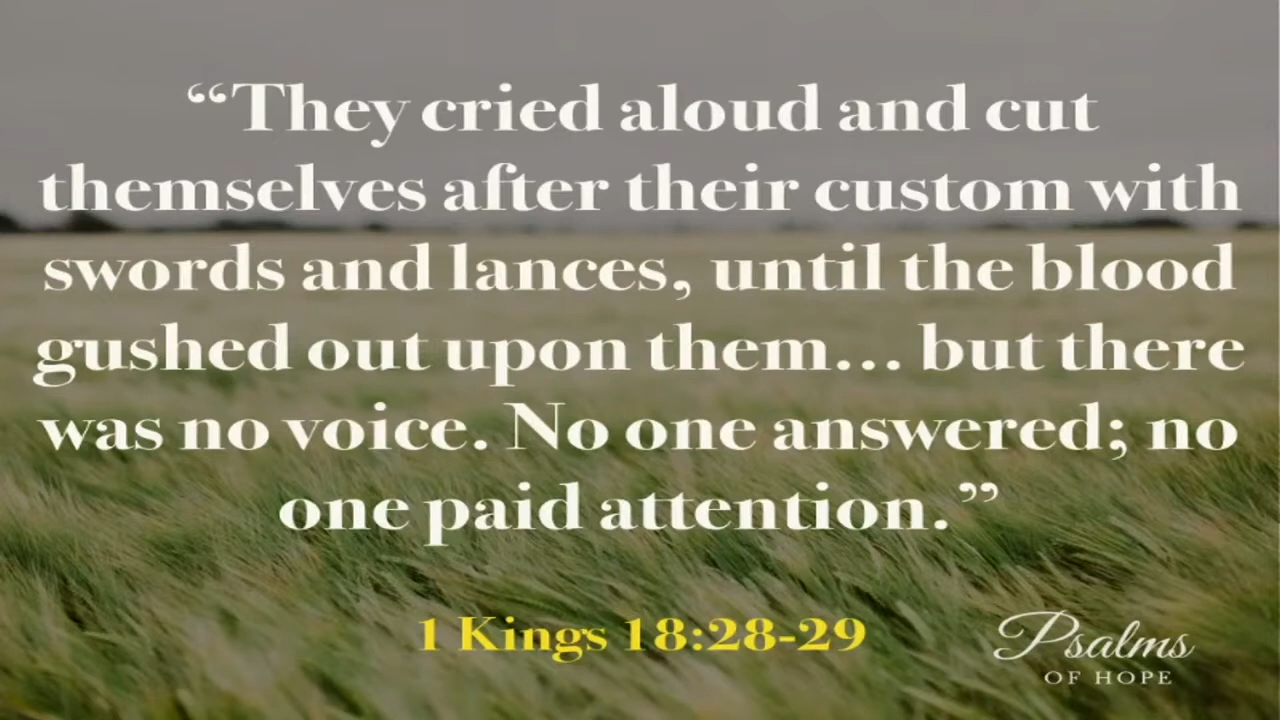 “They cried aloud and cut
themselves after their custom with
swords and lances, until the blood
gushed out upon them... but there
was no voice. No one answered; no
one paid attention.”
1 Kings 18:28-29
Psalms
OF HOPE